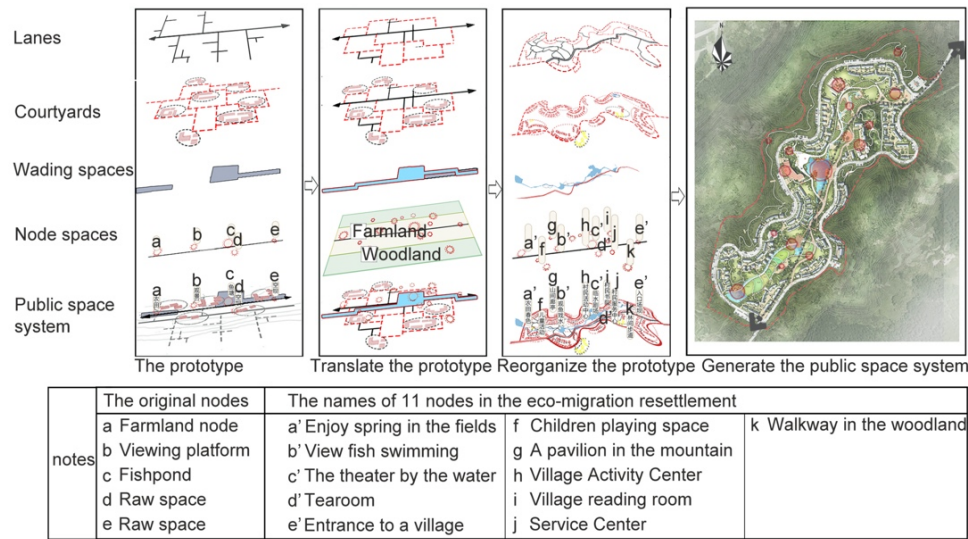 Lanes
Courtyards
Wading spaces
Node spaces
a b c d e
Farmland
Woodland
a' f g b' h c' i d' j k e'
Public space
system
a b c d e
a' f g b' h c' i d' j k e'
The prototype
Translate the prototype
Reorganize the prototype
Generate the public space system
notes
The original nodes
The names of 11 nodes in the eco-migration resettlement
a Farmland node
a' Enjoy spring in the fields
f Children playing space
k Walkway in the woodland
b Viewing platform
b' View fish swimming
g A pavilion in the mountain
c Fishpond
c' The theater by the water
h Village Activity Center
d Raw space
d' Tearoom
i Village reading room
e Raw space
e' Entrance to a village
j Service Center